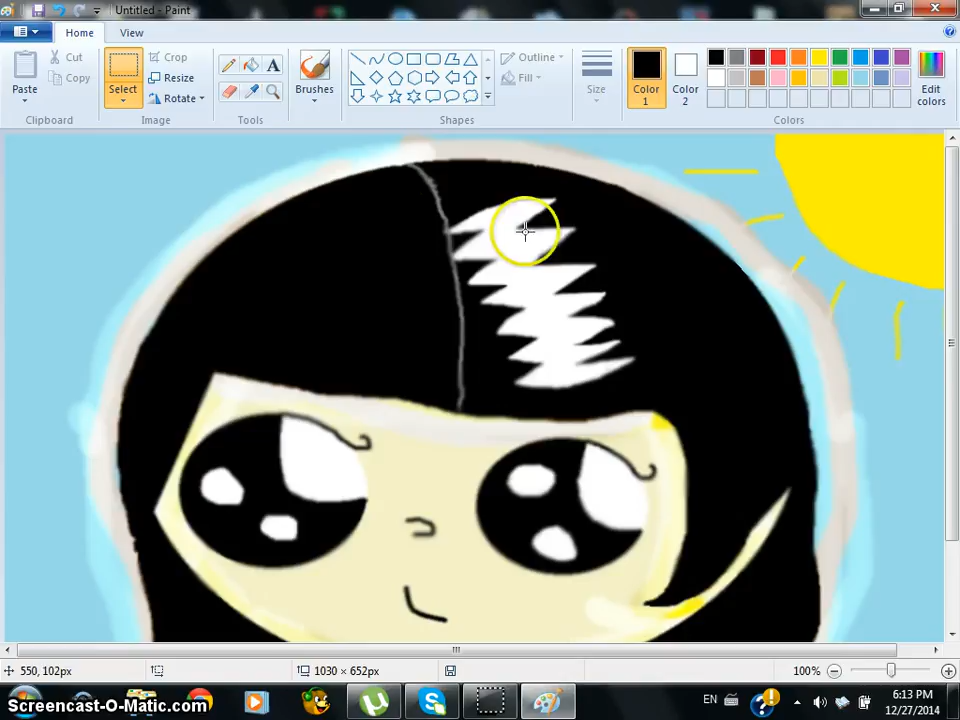 Untitled - Paint
Home View
Cut
Copy
Paste
Crop
Resize
Rotate
Select
Brushes
Outline
Fill
Size
Color 1
Color 2
Edit colors
Clipboard Image Tools Shapes Colors
550, 102px 1030 × 652px 100%
Screencast-O-Matic.com
EN
6:13 PM
12/27/2014